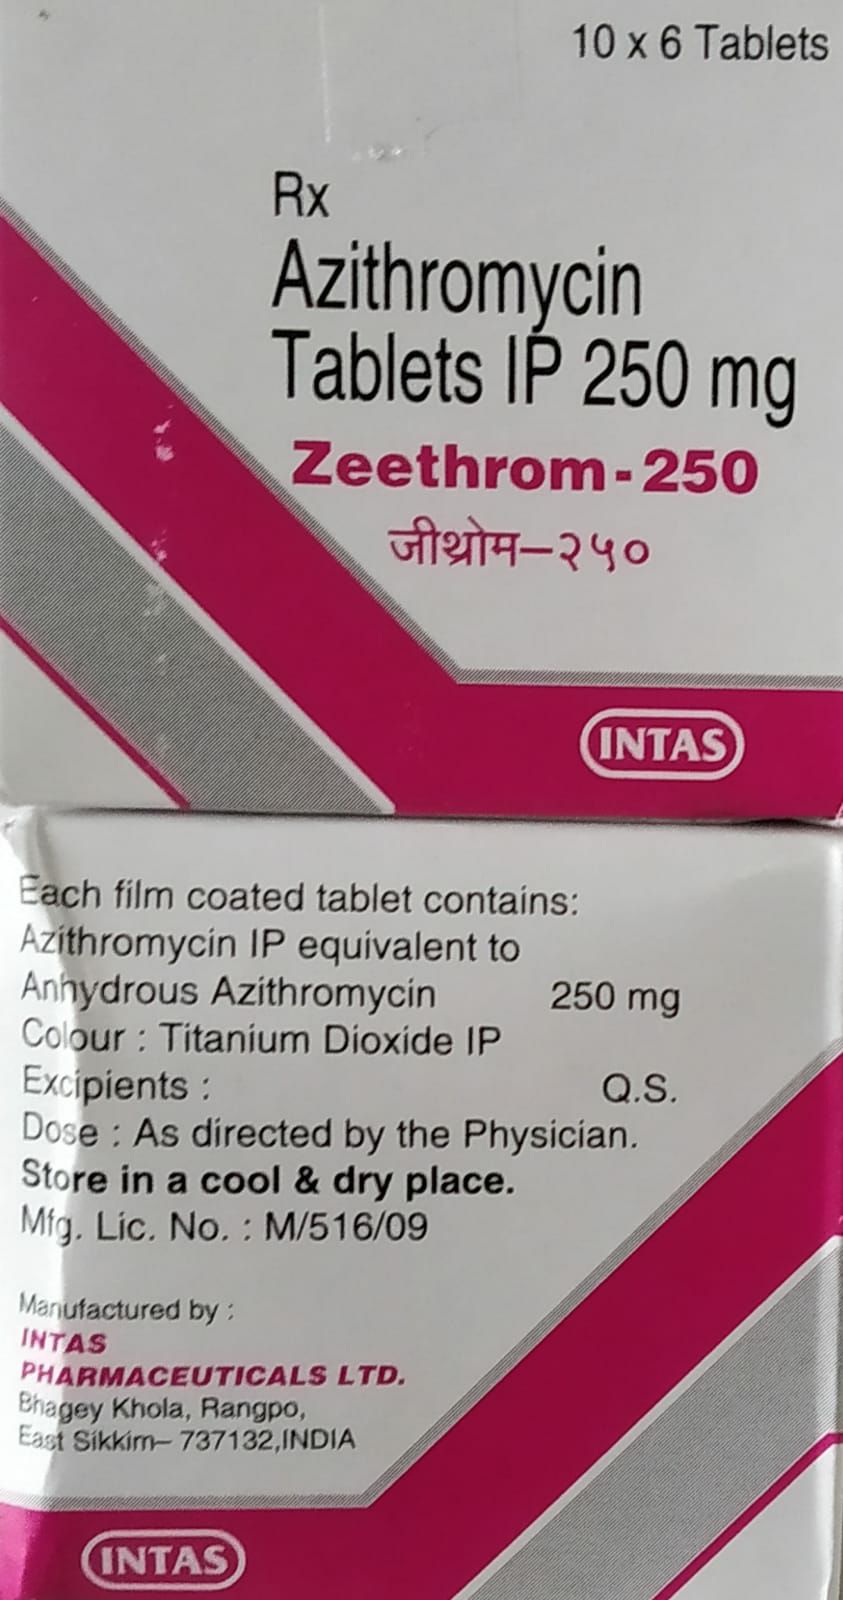 10 x 6 Tablets
Rx
Azithromycin
Tablets IP 250 mg
Zeethrom-250
जीथ्रोम–२५०
INTAS
Each film coated tablet contains:
Azithromycin IP equivalent to
Anhydrous Azithromycin 250 mg
Colour : Titanium Dioxide IP
Excipients : Q.S.
Dose : As directed by the Physician.
Store in a cool & dry place.
Mfg. Lic. No. : M/516/09
Manufactured by :
INTAS
PHARMACEUTICALS LTD.
Bhagey Khola, Rangpo,
East Sikkim– 737132,INDIA
INTAS